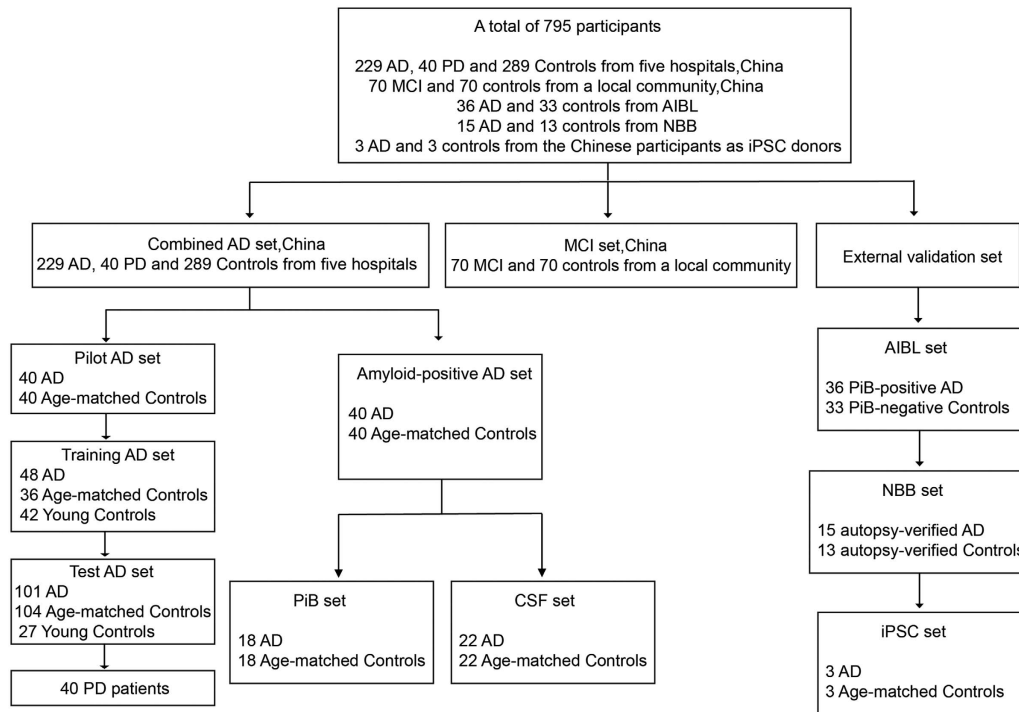 A total of 795 participants
229 AD, 40 PD and 289 Controls from five hospitals,China
70 MCI and 70 controls from a local community,China
36 AD and 33 controls from AIBL
15 AD and 13 controls from NBB
3 AD and 3 controls from the Chinese participants as iPSC donors
Combined AD set,China
229 AD, 40 PD and 289 Controls from five hospitals
MCI set,China
70 MCI and 70 controls from a local community
External validation set
Pilot AD set
40 AD
40 Age-matched Controls
Training AD set
48 AD
36 Age-matched Controls
42 Young Controls
Test AD set
101 AD
104 Age-matched Controls
27 Young Controls
40 PD patients
Amyloid-positive AD set
40 AD
40 Age-matched Controls
PiB set
18 AD
18 Age-matched Controls
CSF set
22 AD
22 Age-matched Controls
AIBL set
36 PiB-positive AD
33 PiB-negative Controls
NBB set
15 autopsy-verified AD
13 autopsy-verified Controls
iPSC set
3 AD
3 Age-matched Controls